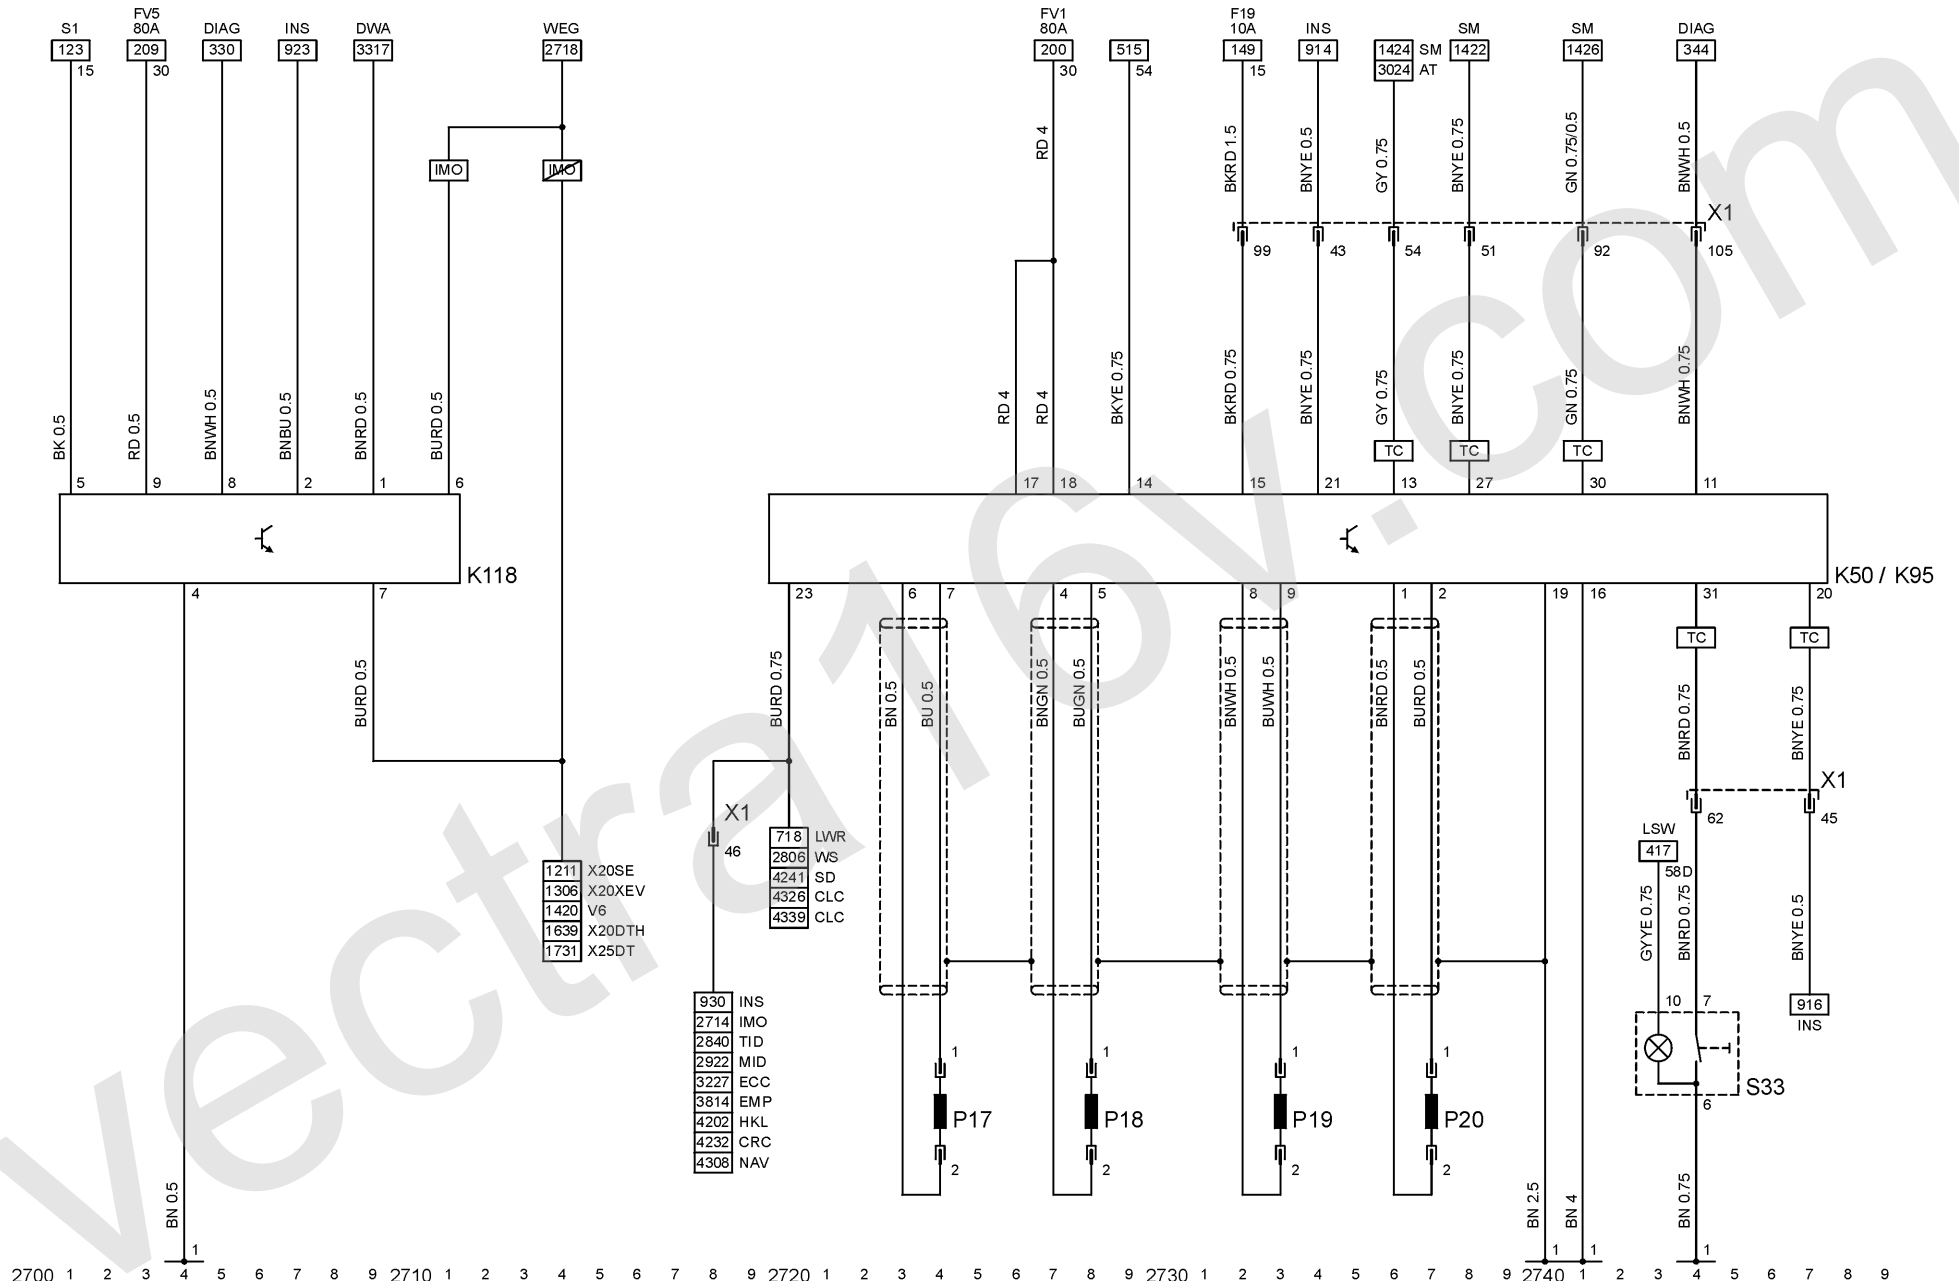 FV5 FV1 F19
S1 80A DIAG INS DWA WEG 80A 10A INS SM SM DIAG
123 209 330 923 3317 2718 200 515 149 914 1424 SM 1422 1426 344
15 30 30 54 15 3024 AT
RD 4 BKRD 1.5 BNYE 0.5 GY 0.75 BNYE 0.75 GN 0.75/0.5 BNWH 0.5
IMO IMO
X1
99 43 54 51 92 105
BK 0.5 RD 0.5 BNWH 0.5 BNBU 0.5 BNRD 0.5 BURD 0.5 RD 4 RD 4 BKYE 0.75 BKRD 0.75 BNYE 0.75 GY 0.75 BNYE 0.75 GN 0.75 BNWH 0.75
TC TC TC
5 9 8 2 1 6 17 18 14 15 21 13 27 30 11
K118 K50 / K95
4 7 23 6 7 4 5 8 9 1 2 19 16 31 20
TC TC
BURD 0.5 BURD 0.75 BN 0.5 BU 0.5 BNGN 0.5 BUGN 0.5 BNWH 0.5 BUWH 0.5 BNRD 0.5 BURD 0.5 BNRD 0.75 BNYE 0.75
X1
62 45
X1
46
718 LWR
2806 WS
4241 SD
4326 CLC
4339 CLC
LSW
417
58D
1211 X20SE
1306 X20XEV
1420 V6
1639 X20DTH
1731 X25DT
GYYE 0.75 BNRD 0.75 BNYE 0.5
930 INS
2714 IMO
2840 TID
2922 MID
3227 ECC
3814 EMP
4202 HKL
4232 CRC
4308 NAV
10 7 916
INS
1 1 1 1
S33
6
P17 P18 P19 P20
2 2 2 2
BN 0.5 BN 2.5 BN 4 BN 0.75
1 1 1 1
2700 1 2 3 4 5 6 7 8 9 2710 1 2 3 4 5 6 7 8 9 2720 1 2 3 4 5 6 7 8 9 2730 1 2 3 4 5 6 7 8 9 2740 1 2 3 4 5 6 7 8 9
vectra16v.com